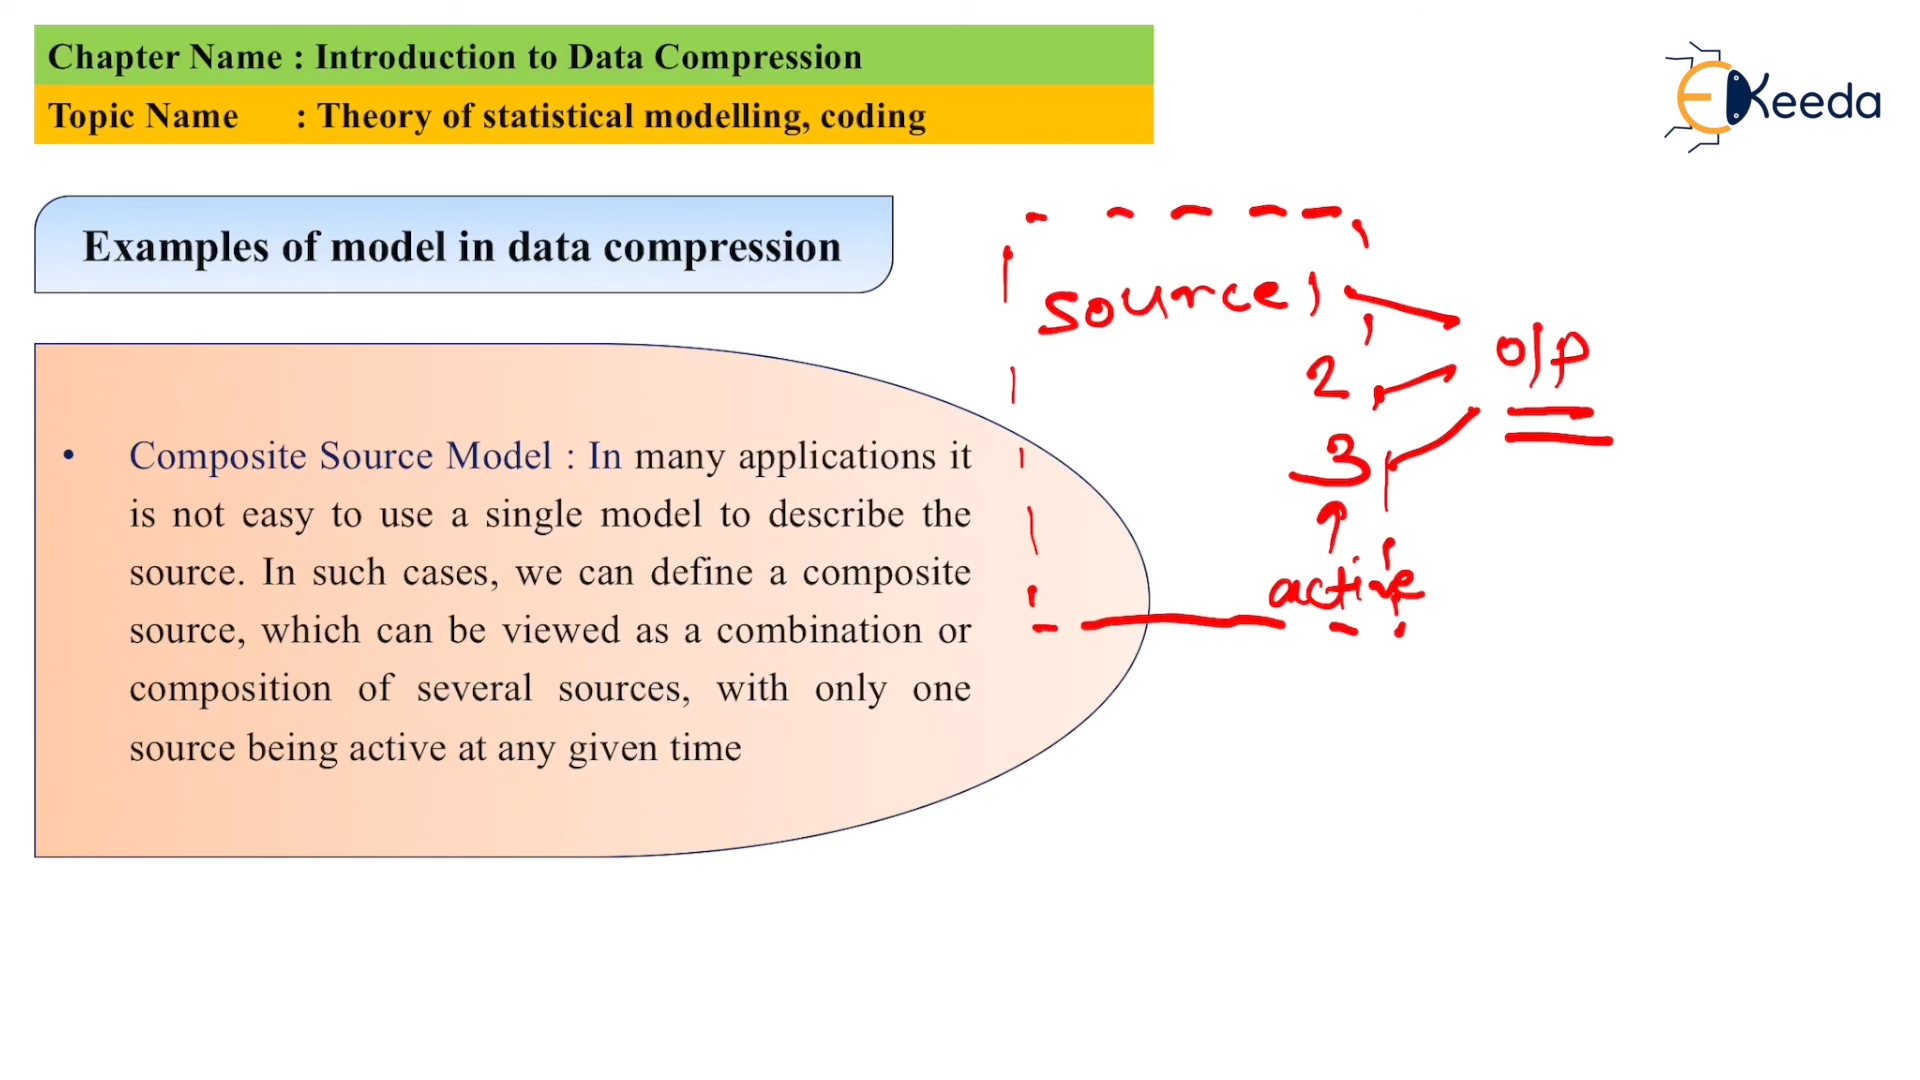 Chapter Name : Introduction to Data Compression
Topic Name : Theory of statistical modelling, coding
EKeeda
Examples of model in data compression
• Composite Source Model : In many applications it
is not easy to use a single model to describe the
source. In such cases, we can define a composite
source, which can be viewed as a combination or
composition of several sources, with only one
source being active at any given time
source 1
2
3
active
o/p